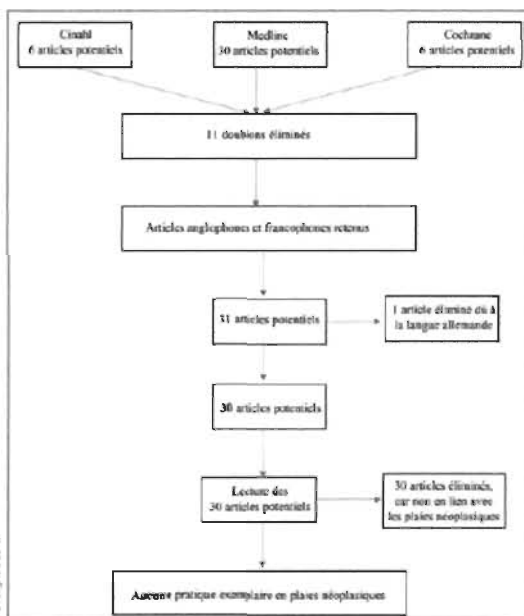 Cinahl
6 articles potentiels
Medline
30 articles potentiels
Cochrane
6 articles potentiels
11 doublons éliminés
Articles anglophones et francophones retenus
31 articles potentiels
1 article éliminé dû à
la langue allemande
30 articles potentiels
Lecture des
30 articles potentiels
30 articles éliminés,
car non en lien avec
les plaies néoplasiques
Aucune pratique exemplaire en plaies néoplasiques